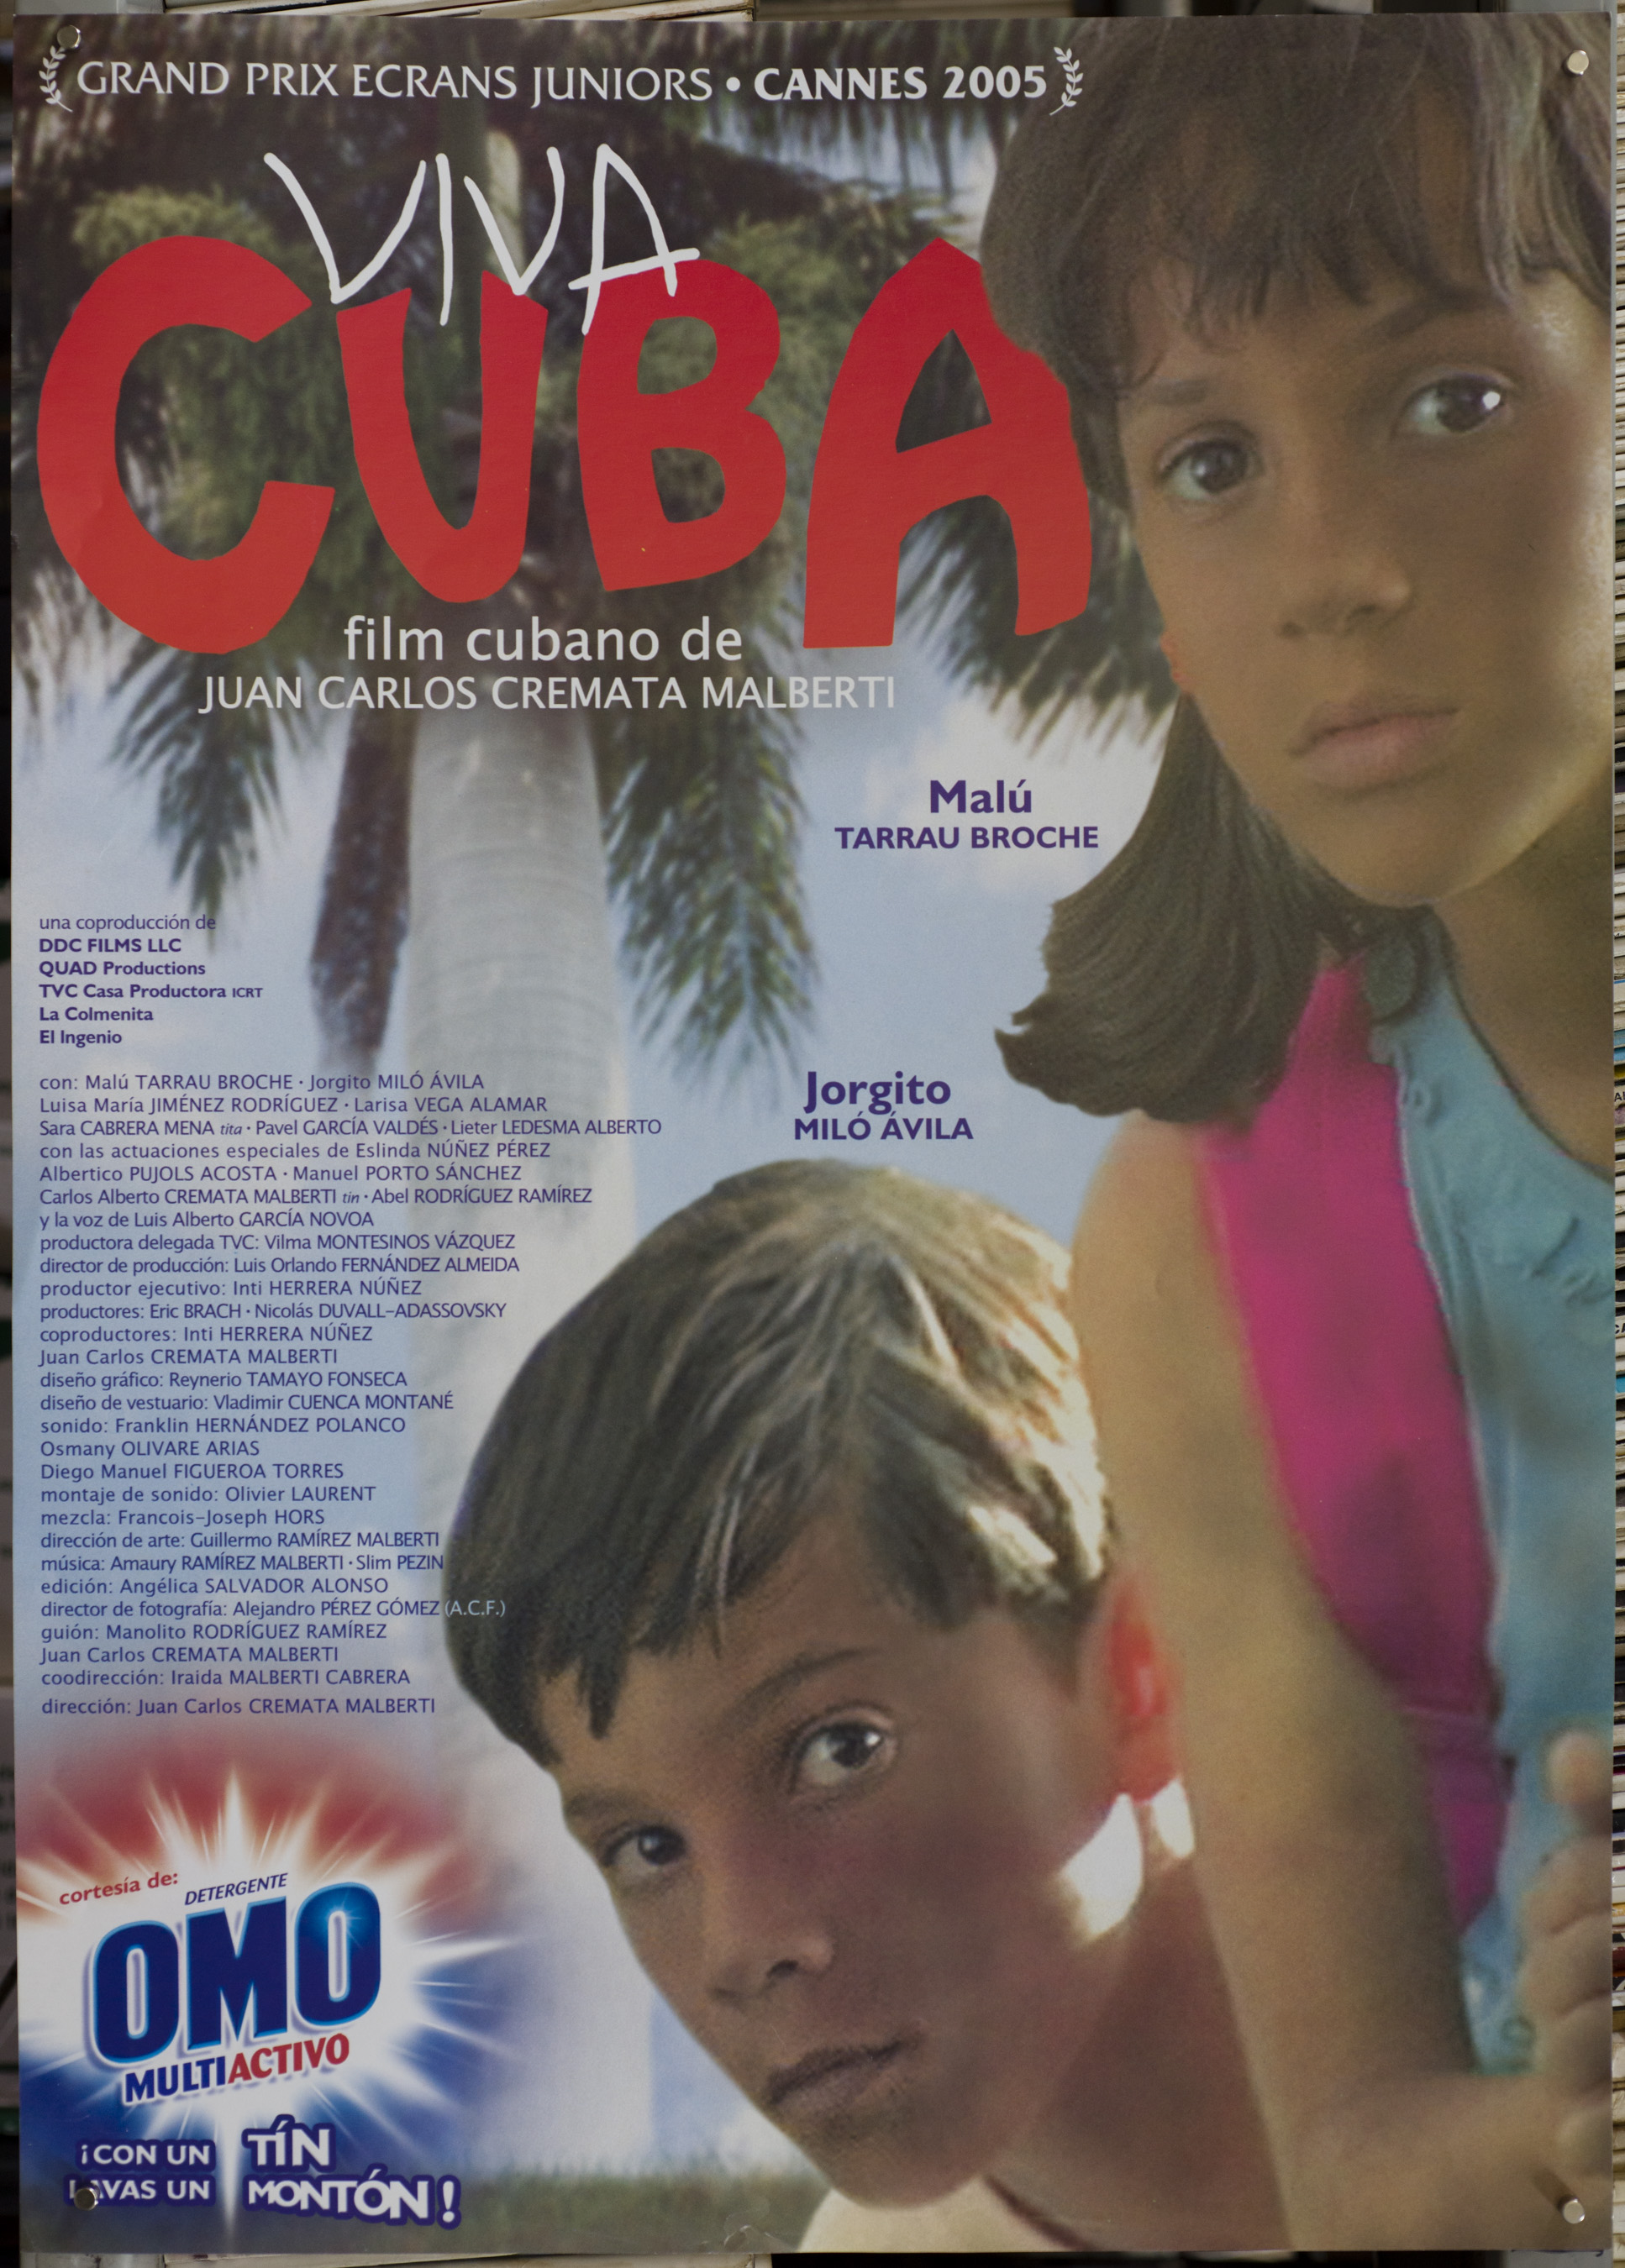 GRAND PRIX ECRANS JUNIORS • CANNES 2005
VIVA
CUBA
film cubano de
JUAN CARLOS CREMATA MALBERTI
Malú
TARRAU BROCHE
Jorgito
MILÓ ÁVILA
una coproducción de
DDC FILMS LLC
QUAD Productions
TVC Casa Productora ICRT
La Colmenita
El Ingenio
con: Malú TARRAU BROCHE · Jorgito MILÓ ÁVILA
Luisa María JIMÉNEZ RODRÍGUEZ · Larisa VEGA ALAMAR
Sara CABRERA MENA tita · Pavel GARCÍA VALDÉS · Lieter LEDESMA ALBERTO
con las actuaciones especiales de Eslinda NÚÑEZ PÉREZ
Albertico PUJOLS ACOSTA · Manuel PORTO SÁNCHEZ
Carlos Alberto CREMATA MALBERTI tin · Abel RODRÍGUEZ RAMÍREZ
y la voz de Luis Alberto GARCÍA NOVOA
productora delegada TVC: Vilma MONTESINOS VÁZQUEZ
director de producción: Luis Orlando FERNÁNDEZ ALMEIDA
productor ejecutivo: Inti HERRERA NÚÑEZ
productores: Eric BRACH · Nicolás DUVALL-ADASSOVSKY
coproductores: Inti HERRERA NÚÑEZ
Juan Carlos CREMATA MALBERTI
diseño gráfico: Reynerio TAMAYO FONSECA
diseño de vestuario: Vladimir CUENCA MONTANÉ
sonido: Franklin HERNÁNDEZ POLANCO
Osmany OLIVARE ARIAS
Diego Manuel FIGUEROA TORRES
montaje de sonido: Olivier LAURENT
mezcla: Francois-Joseph HORS
dirección de arte: Guillermo RAMÍREZ MALBERTI
música: Amaury RAMÍREZ MALBERTI · Slim PEZIN
edición: Angélica SALVADOR ALONSO
director de fotografía: Alejandro PÉREZ GÓMEZ (A.C.F.)
guión: Manolito RODRÍGUEZ RAMÍREZ
Juan Carlos CREMATA MALBERTI
coodirección: Iraida MALBERTI CABRERA
dirección: Juan Carlos CREMATA MALBERTI
cortesía de:
DETERGENTE
OMO
MULTIACTIVO
¡CON UN TÍN
LAVAS UN MONTÓN!